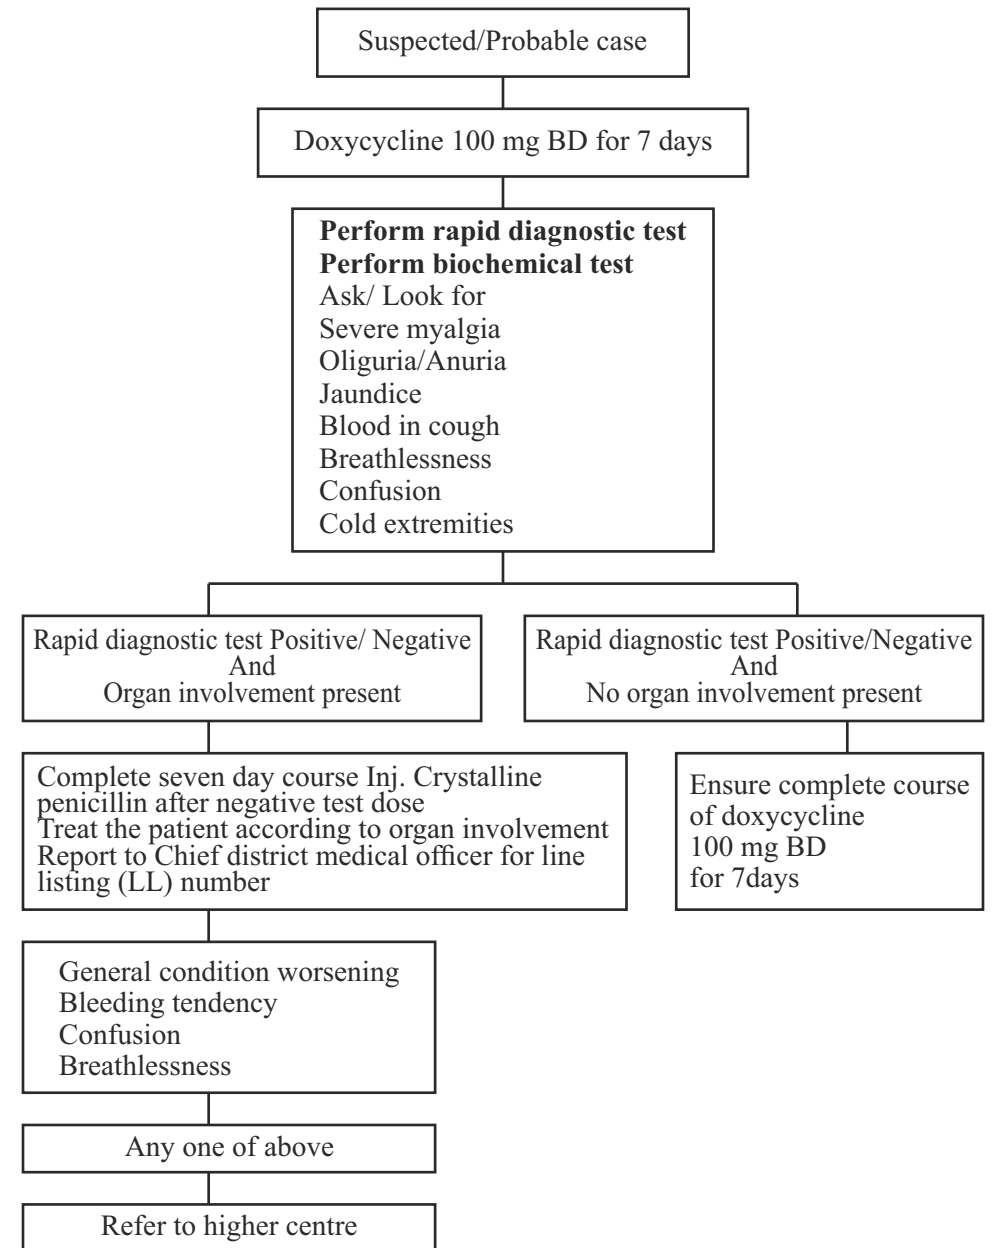 Suspected/Probable case
Doxycycline 100 mg BD for 7 days
Perform rapid diagnostic test
Perform biochemical test
Ask/ Look for
Severe myalgia
Oliguria/Anuria
Jaundice
Blood in cough
Breathlessness
Confusion
Cold extremities
Rapid diagnostic test Positive/ Negative
And
Organ involvement present
Rapid diagnostic test Positive/Negative
And
No organ involvement present
Complete seven day course Inj. Crystalline
penicillin after negative test dose
Treat the patient according to organ involvement
Report to Chief district medical officer for line
listing (LL) number
Ensure complete course
of doxycycline
100 mg BD
for 7days
General condition worsening
Bleeding tendency
Confusion
Breathlessness
Any one of above
Refer to higher centre